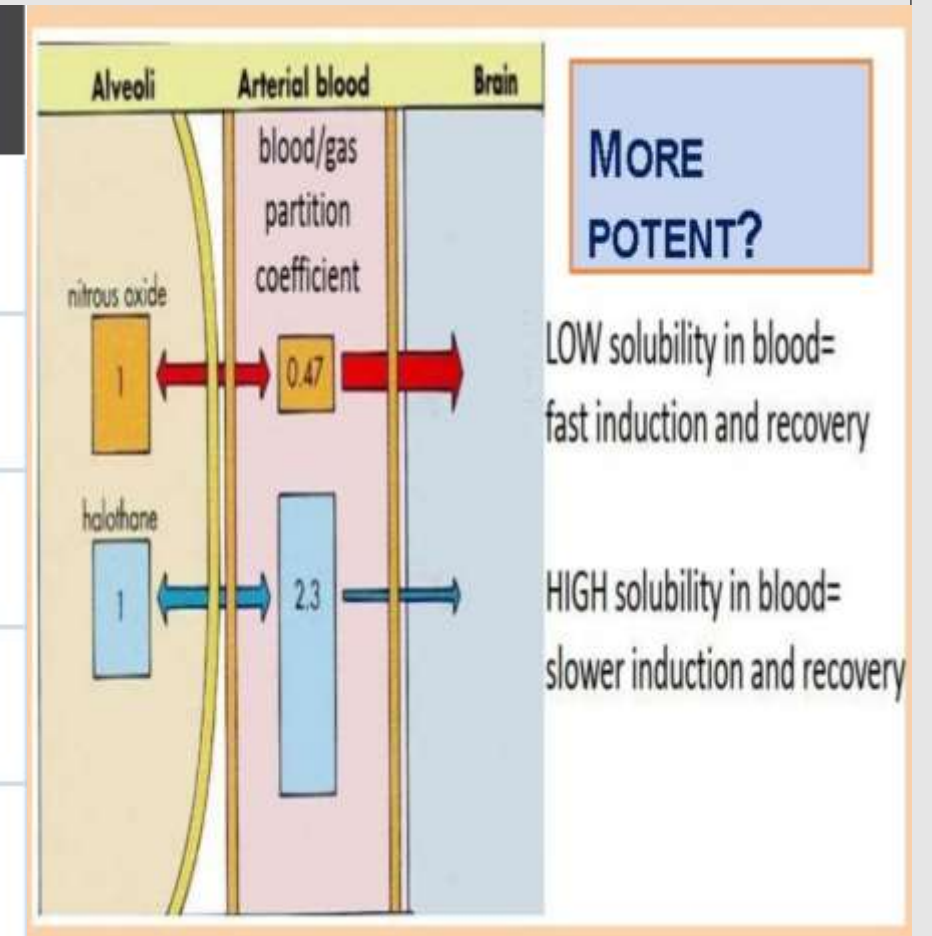 Alveoli Arterial blood Brain
blood/gas
partition
coefficient
MORE
POTENT?
nitrous oxide
1 0.47
LOW solubility in blood=
fast induction and recovery
halothane
1 2.3
HIGH solubility in blood=
slower induction and recovery